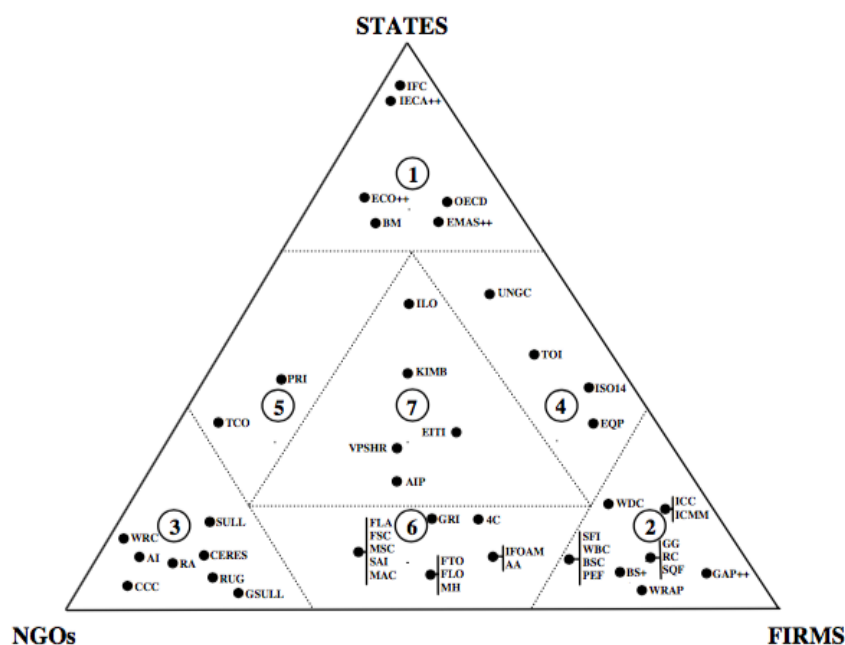 STATES
IFC
IECA++
1
ECO++
OECD
BM
EMAS++
UNGC
ILO
TOI
KIMB
PRI
ISO14
5
7
4
TCO
EQP
EITI
VPSHR
AIP
WDC
ICC
ICMM
3
SULL
6
GRI
4C
2
WRC
FLA
FSC
MSC
SAI
MAC
AI
RA
CERES
IFOAM
AA
FTO
FLO
MH
SFI
WBC
BSC
PEF
GG
RC
SQF
CCC
RUG
BS+
GAP++
GSULL
WRAP
NGOs
FIRMS